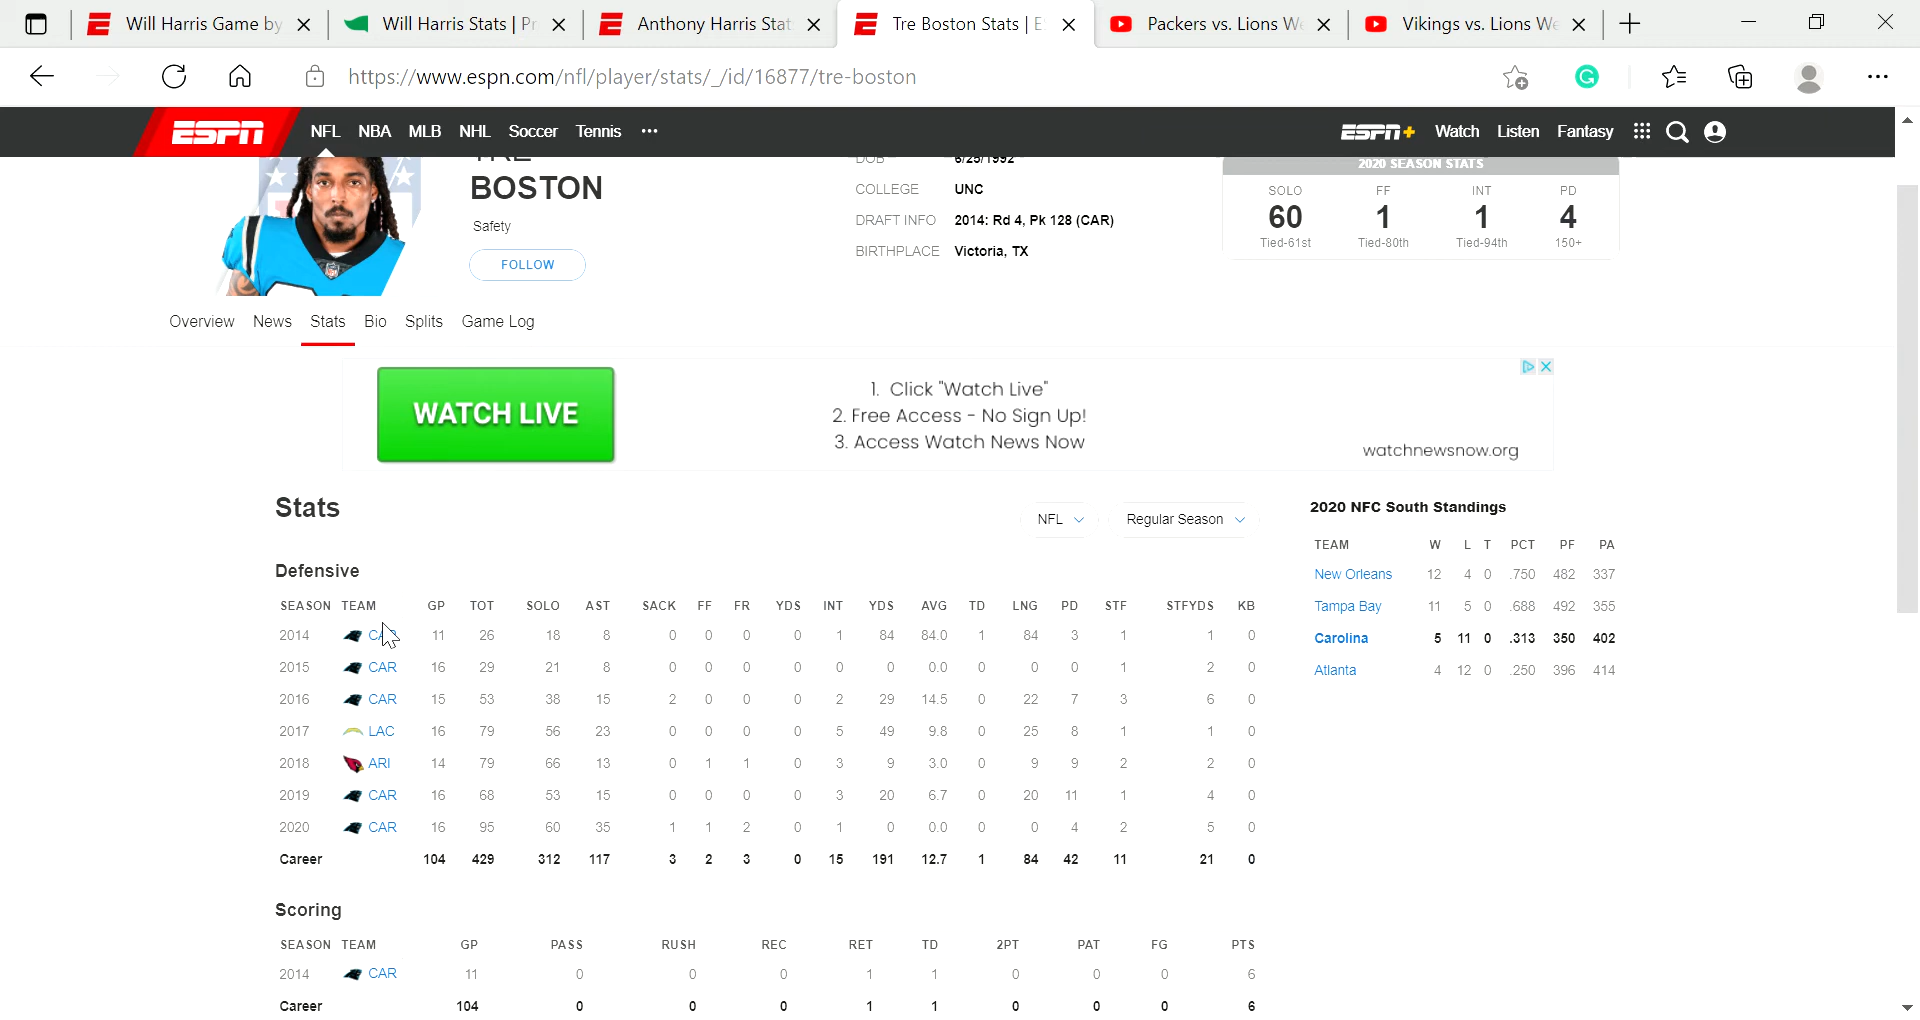 Will Harris Game by
Will Harris Stats | Pr
Anthony Harris Stat
Tre Boston Stats | E
Packers vs. Lions We
Vikings vs. Lions We
https://www.espn.com/nfl/player/stats/_/id/16877/tre-boston
ESPN NFL NBA MLB NHL Soccer Tennis ... ESPN+ Watch Listen Fantasy
TRE
BOSTON
Safety
FOLLOW
DOB 6/25/1992
COLLEGE UNC
DRAFT INFO 2014: Rd 4, Pk 128 (CAR)
BIRTHPLACE Victoria, TX
2020 SEASON STATS
SOLO FF INT PD
60 1 1 4
Tied-61st Tied-80th Tied-94th 150+
Overview News Stats Bio Splits Game Log
WATCH LIVE
1. Click "Watch Live"
2. Free Access - No Sign Up!
3. Access Watch News Now
watchnewsnow.org
Stats
NFL Regular Season
Defensive
SEASON TEAM GP TOT SOLO AST SACK FF FR YDS INT YDS AVG TD LNG PD STF STFYDS KB
2014 CAR 11 26 18 8 0 0 0 0 1 84 84.0 1 84 3 1 1 0
2015 CAR 16 29 21 8 0 0 0 0 0 0 0.0 0 0 0 1 2 0
2016 CAR 15 53 38 15 2 0 0 0 2 29 14.5 0 22 7 3 6 0
2017 LAC 16 79 56 23 0 0 0 0 5 49 9.8 0 25 8 1 1 0
2018 ARI 14 79 66 13 0 1 1 0 3 9 3.0 0 9 9 2 2 0
2019 CAR 16 68 53 15 0 0 0 0 3 20 6.7 0 20 11 1 4 0
2020 CAR 16 95 60 35 1 1 2 0 1 0 0.0 0 0 4 2 5 0
Career 104 429 312 117 3 2 3 0 15 191 12.7 1 84 42 11 21 0
Scoring
SEASON TEAM GP PASS RUSH REC RET TD 2PT PAT FG PTS
2014 CAR 11 0 0 0 1 1 0 0 0 6
Career 104 0 0 0 1 1 0 0 0 6
2020 NFC South Standings
TEAM W L T PCT PF PA
New Orleans 12 4 0 .750 482 337
Tampa Bay 11 5 0 .688 492 355
Carolina 5 11 0 .313 350 402
Atlanta 4 12 0 .250 396 414